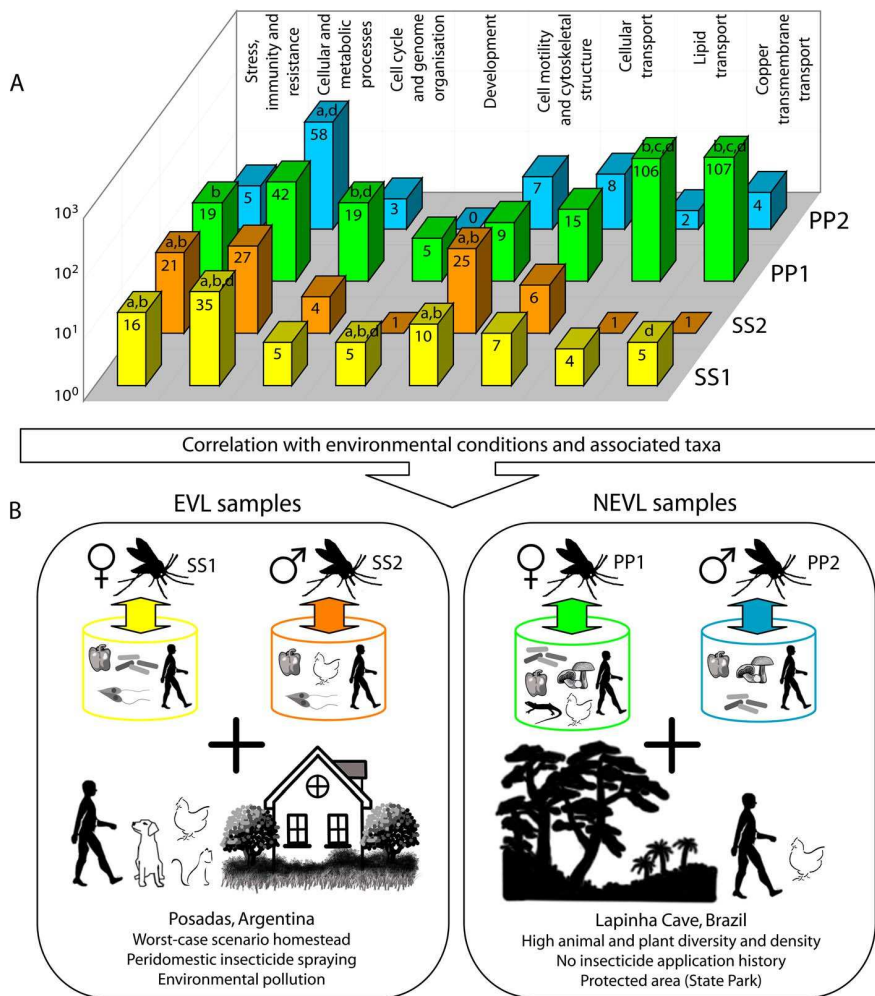 A
Stress,
immunity and
resistance
Cellular and
metabolic
processes
Cell cycle
and genome
organisation
Development
Cell motility
and cytoskeletal
structure
Cellular
transport
Lipid
transport
Copper
transmembrane
transport
10³
10²
10¹
10⁰
5
a,d
58
3
0
7
8
2
4
PP2
b
19
42
b,d
19
5
9
15
b,c,d
106
b,c,d
107
PP1
a,b
21
27
4
1
a,b
25
6
1
1
SS2
a,b
16
a,b,d
35
5
a,b,d
5
a,b
10
7
4
d
5
SS1
Correlation with environmental conditions and associated taxa
B
EVL samples
♀ SS1
♂ SS2
Posadas, Argentina
Worst-case scenario homestead
Peridomestic insecticide spraying
Environmental pollution
NEVL samples
♀ PP1
♂ PP2
Lapinha Cave, Brazil
High animal and plant diversity and density
No insecticide application history
Protected area (State Park)